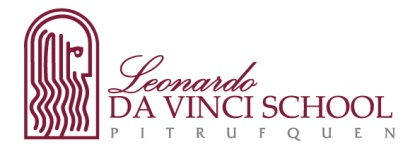 Leonardo
DA VINCI SCHOOL
PITRUFQUEN